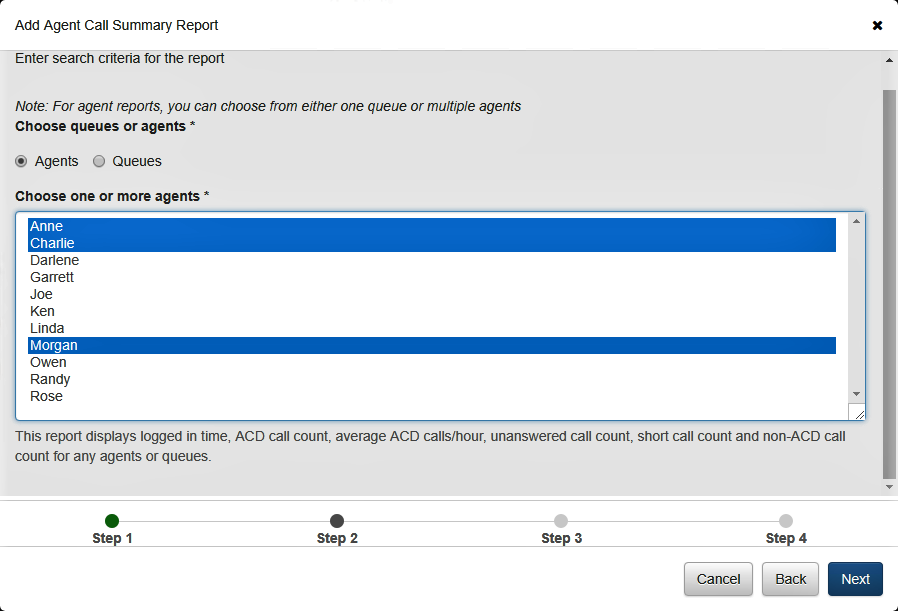 Add Agent Call Summary Report
Enter search criteria for the report
Note: For agent reports, you can choose from either one queue or multiple agents
Choose queues or agents *
Agents Queues
Choose one or more agents *
Anne
Charlie
Darlene
Garrett
Joe
Ken
Linda
Morgan
Owen
Randy
Rose
This report displays logged in time, ACD call count, average ACD calls/hour, unanswered call count, short call count and non-ACD call
count for any agents or queues.
Step 1 Step 2 Step 3 Step 4
Cancel Back Next